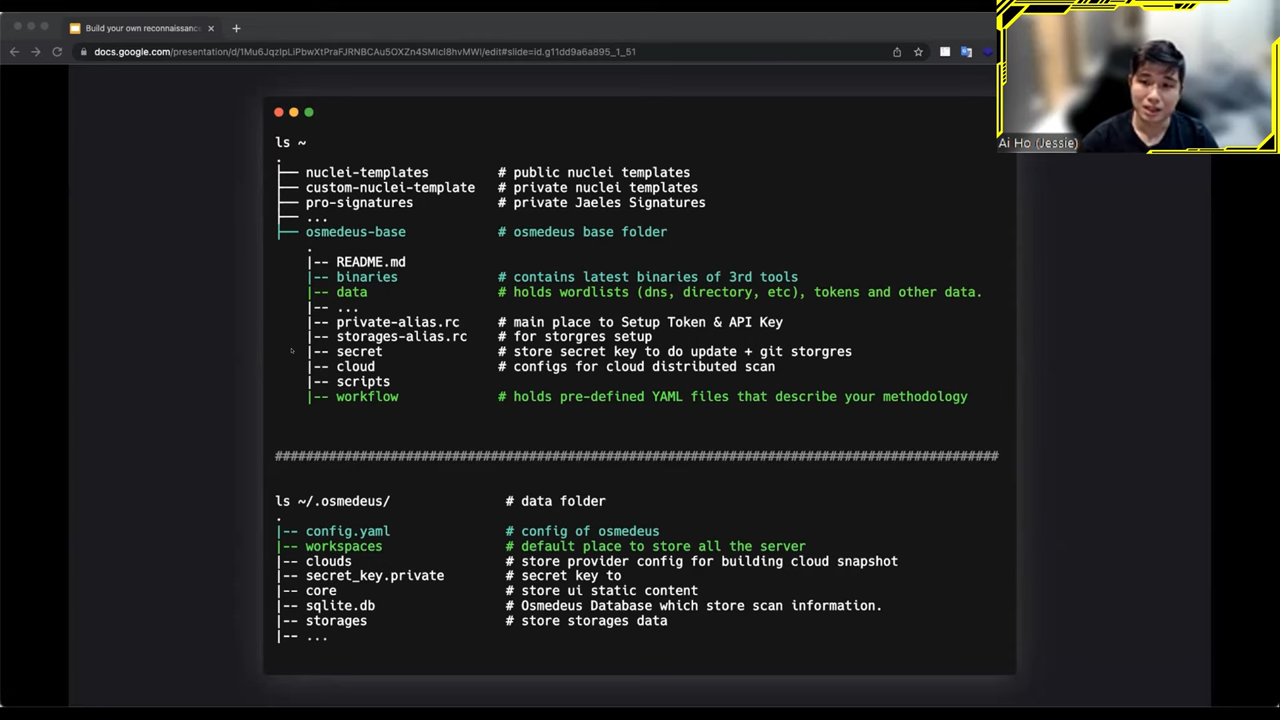 Build your own reconnaissance
docs.google.com/presentation/d/1Mu6JqzIpLiPbwXtPraFJRNBCAu5OXZn4SMicI8hvMWI/edit#slide=id.g11dd9a6a895_1_51
Ai Ho (Jessie)
ls ~
.
├── nuclei-templates # public nuclei templates
├── custom-nuclei-template # private nuclei templates
├── pro-signatures # private Jaeles Signatures
├── ...
├── osmedeus-base # osmedeus base folder
.
|-- README.md
|-- binaries # contains latest binaries of 3rd tools
|-- data # holds wordlists (dns, directory, etc), tokens and other data.
|-- ...
|-- private-alias.rc # main place to Setup Token & API Key
|-- storages-alias.rc # for storgres setup
|-- secret # store secret key to do update + git storgres
|-- cloud # configs for cloud distributed scan
|-- scripts
|-- workflow # holds pre-defined YAML files that describe your methodology
##############################################################################################
ls ~/.osmedeus/ # data folder
.
|-- config.yaml # config of osmedeus
|-- workspaces # default place to store all the server
|-- clouds # store provider config for building cloud snapshot
|-- secret_key.private # secret key to
|-- core # store ui static content
|-- sqlite.db # Osmedeus Database which store scan information.
|-- storages # store storages data
|-- ...